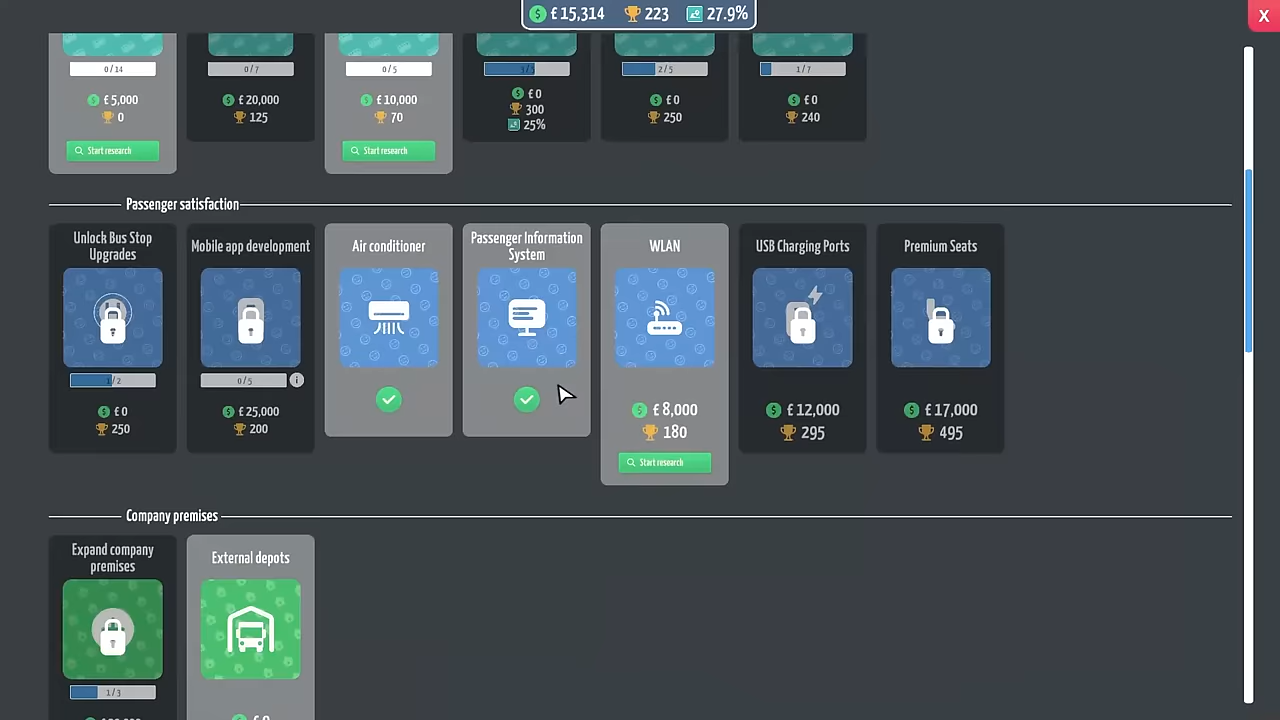 £ 15,314 223 27.9%
X
0/14 0/7 0/5 2/5 1/7
£ 5,000 £ 20,000 £ 10,000 £ 0 £ 0 £ 0
0 125 70 300 250 240
25%
Start research Start research
Passenger satisfaction
Unlock Bus Stop
Upgrades
Mobile app development
Air conditioner
Passenger Information
System
WLAN
USB Charging Ports
Premium Seats
1/2 0/5 i
£ 0 £ 25,000 £ 8,000 £ 12,000 £ 17,000
250 200 180 295 495
Start research
Company premises
Expand company
premises
External depots
1/3
£ 0